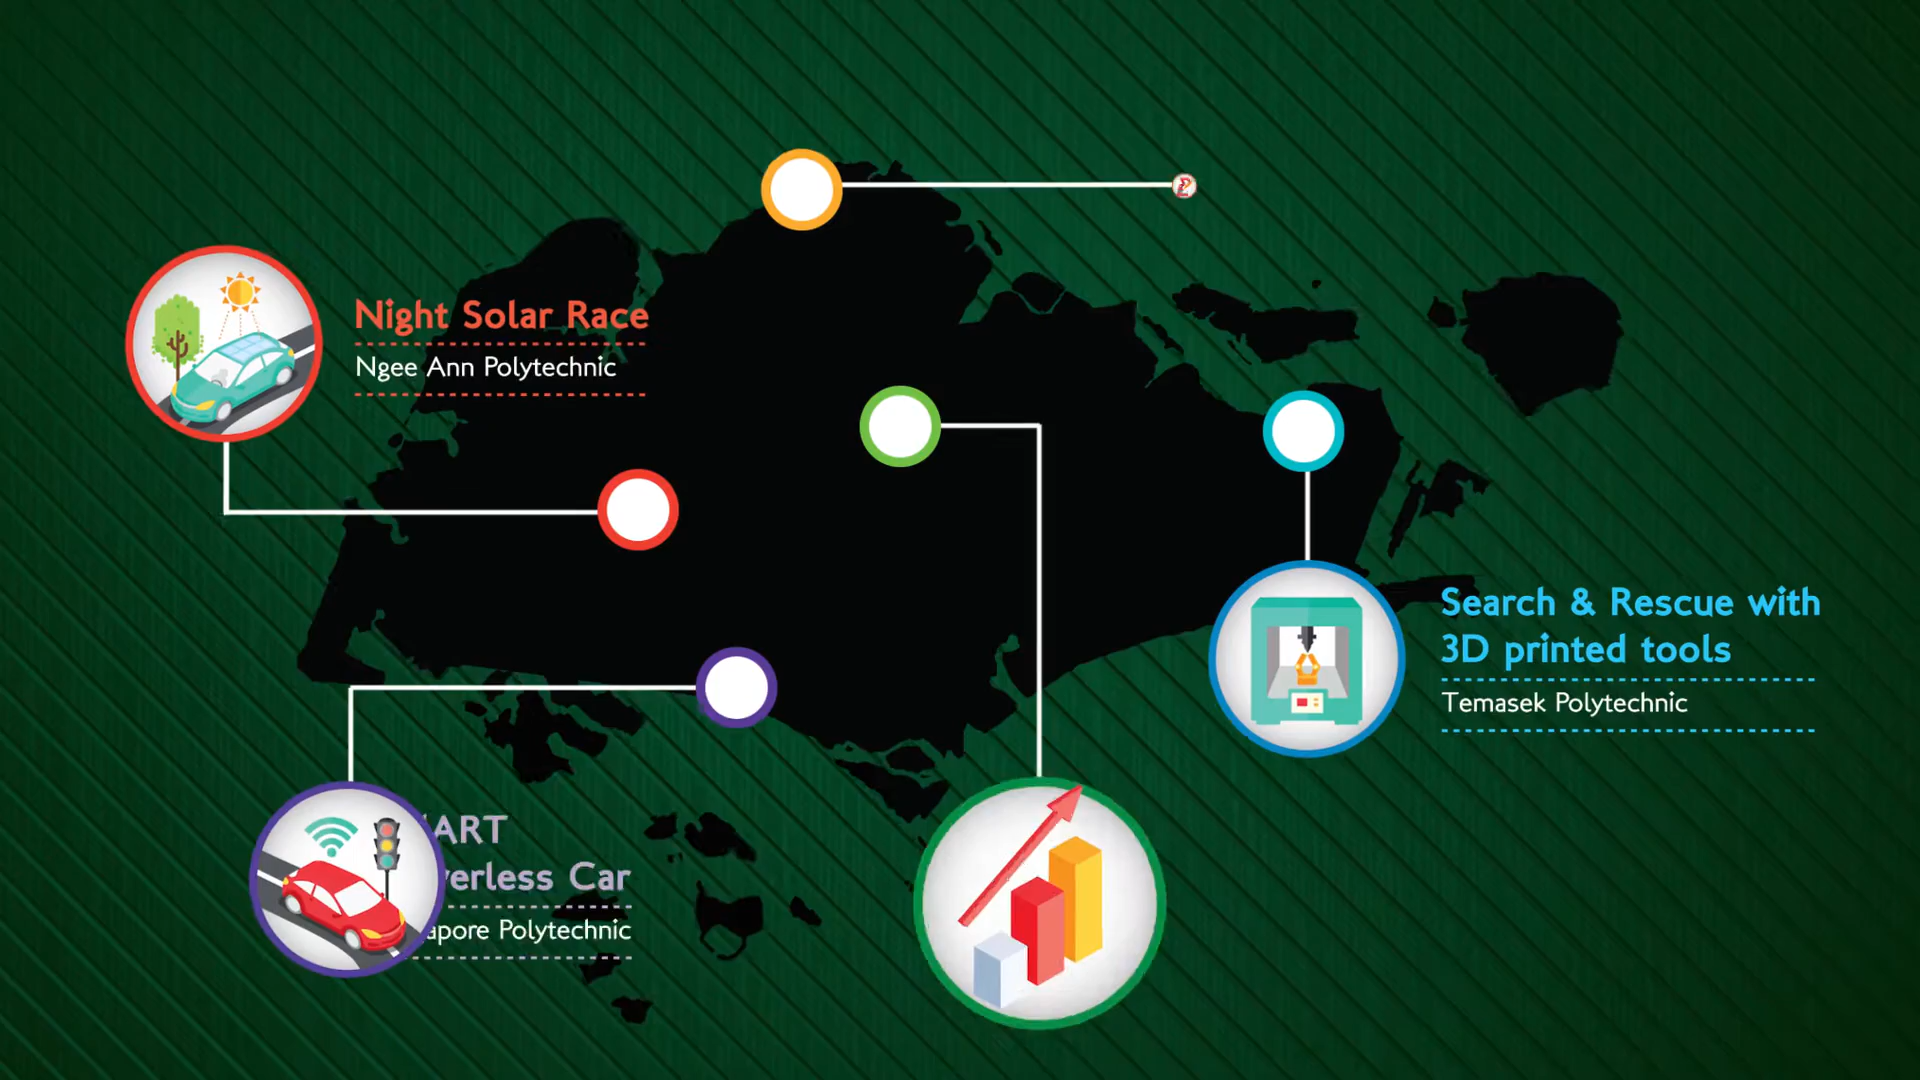 Night Solar Race
Ngee Ann Polytechnic
Search & Rescue with
3D printed tools
Temasek Polytechnic
ART
erless Car
apore Polytechnic